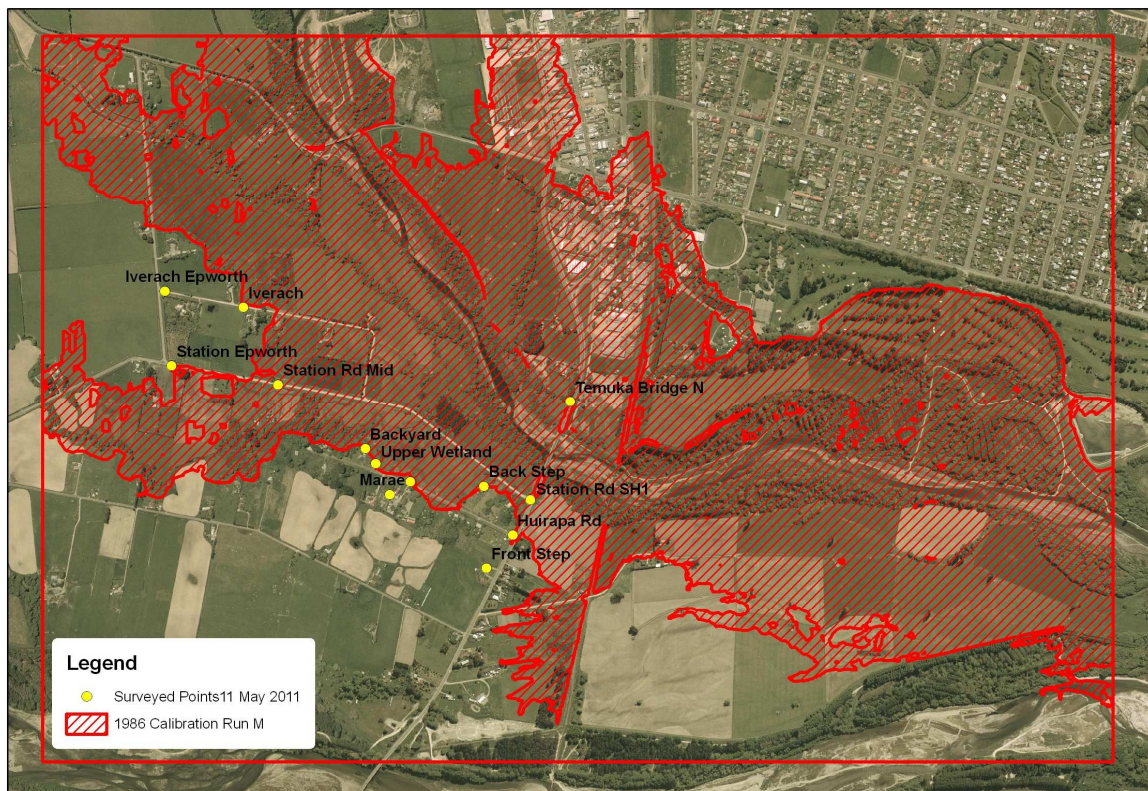 Iverach Epworth
Iverach
Station Epworth
Station Rd Mid
Temuka Bridge N
Backyard
Upper Wetland
Marae
Back Step
Station Rd SH1
Huirapa Rd
Front Step
Legend
Surveyed Points11 May 2011
1986 Calibration Run M